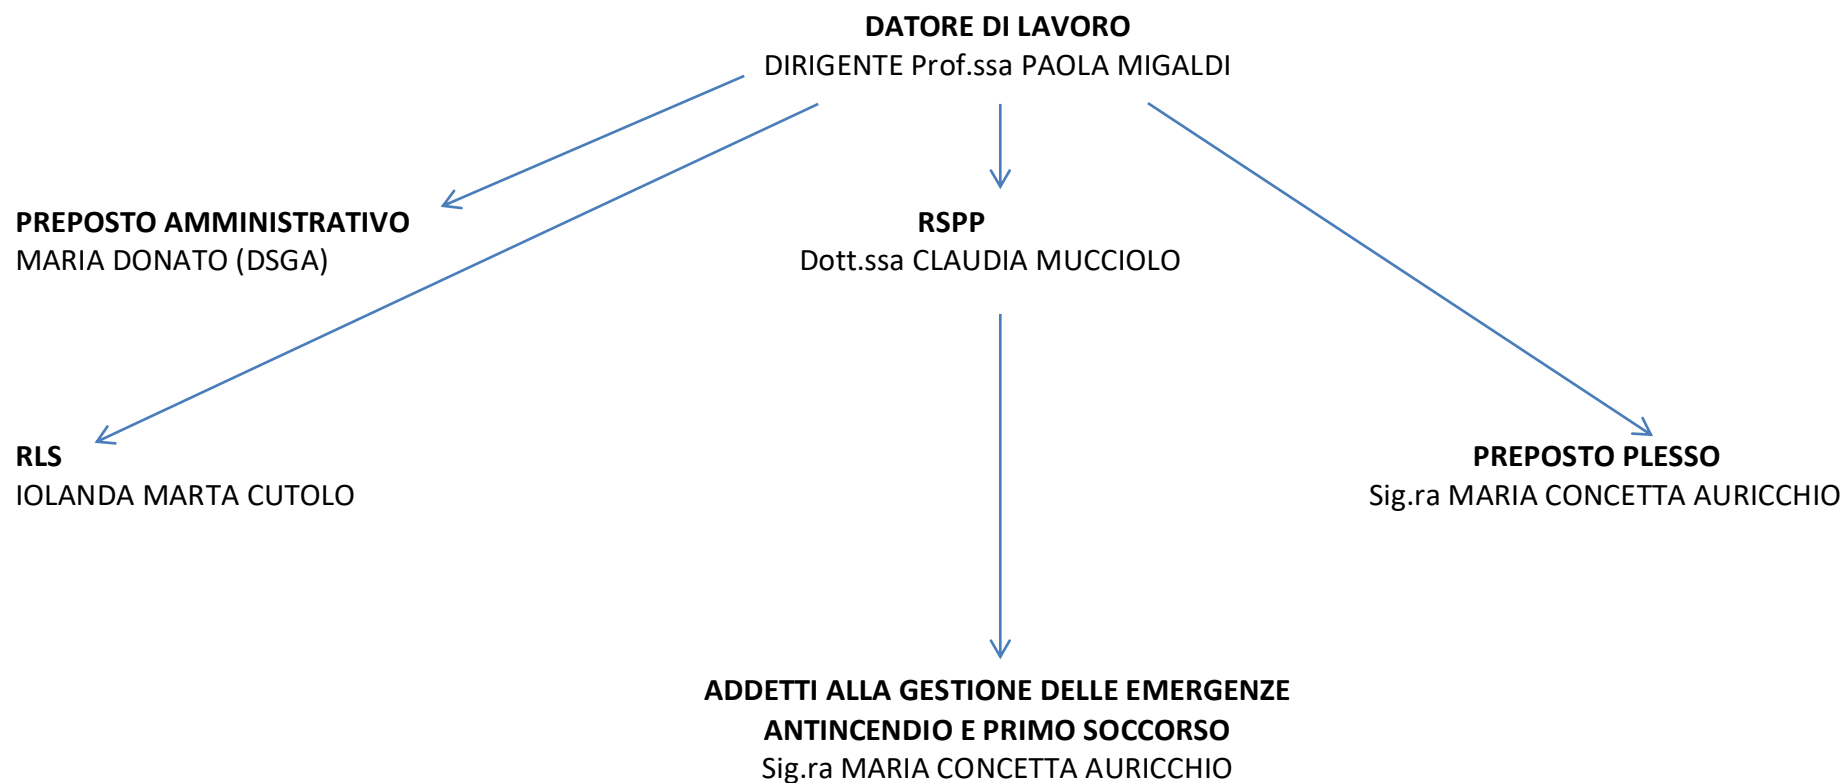 DATORE DI LAVORO
DIRIGENTE Prof.ssa PAOLA MIGALDI
PREPOSTO AMMINISTRATIVO
MARIA DONATO (DSGA)
RSPP
Dott.ssa CLAUDIA MUCCIOLO
RLS
IOLANDA MARTA CUTOLO
PREPOSTO PLESSO
Sig.ra MARIA CONCETTA AURICCHIO
ADDETTI ALLA GESTIONE DELLE EMERGENZE
ANTINCENDIO E PRIMO SOCCORSO
Sig.ra MARIA CONCETTA AURICCHIO